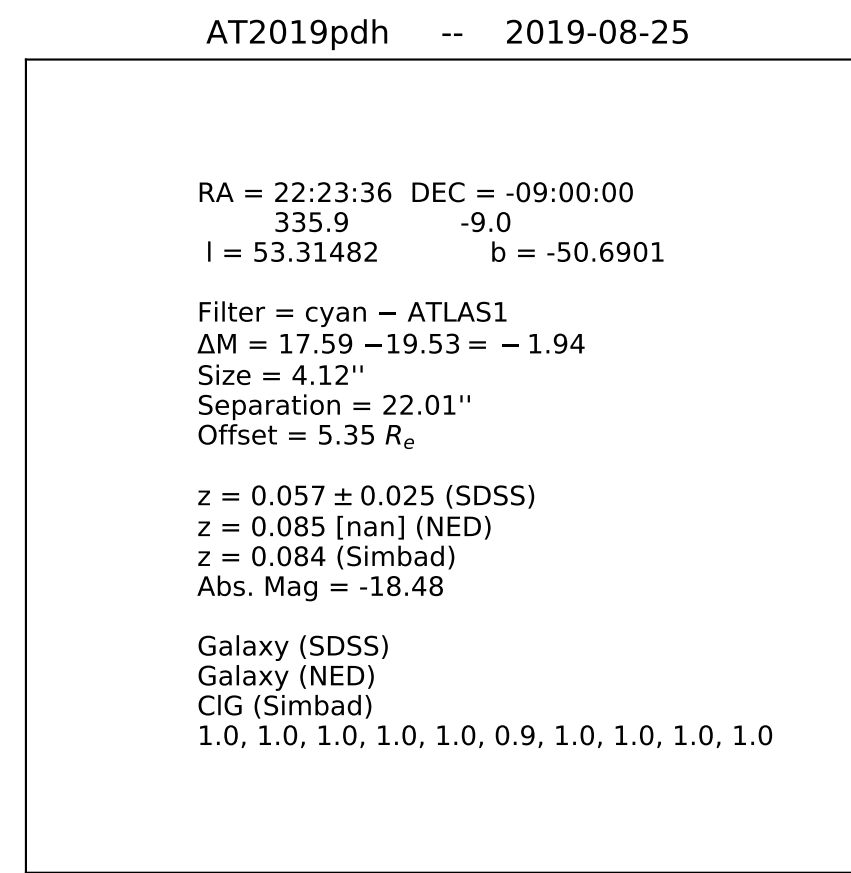 AT2019pdh -- 2019-08-25
RA = 22:23:36 DEC = -09:00:00
335.9 -9.0
l = 53.31482 b = -50.6901
Filter = cyan − ATLAS1
ΔM = 17.59 −19.53 = − 1.94
Size = 4.12''
Separation = 22.01''
Offset = 5.35 Rₑ
z = 0.057 ± 0.025 (SDSS)
z = 0.085 [nan] (NED)
z = 0.084 (Simbad)
Abs. Mag = -18.48
Galaxy (SDSS)
Galaxy (NED)
ClG (Simbad)
1.0, 1.0, 1.0, 1.0, 1.0, 0.9, 1.0, 1.0, 1.0, 1.0